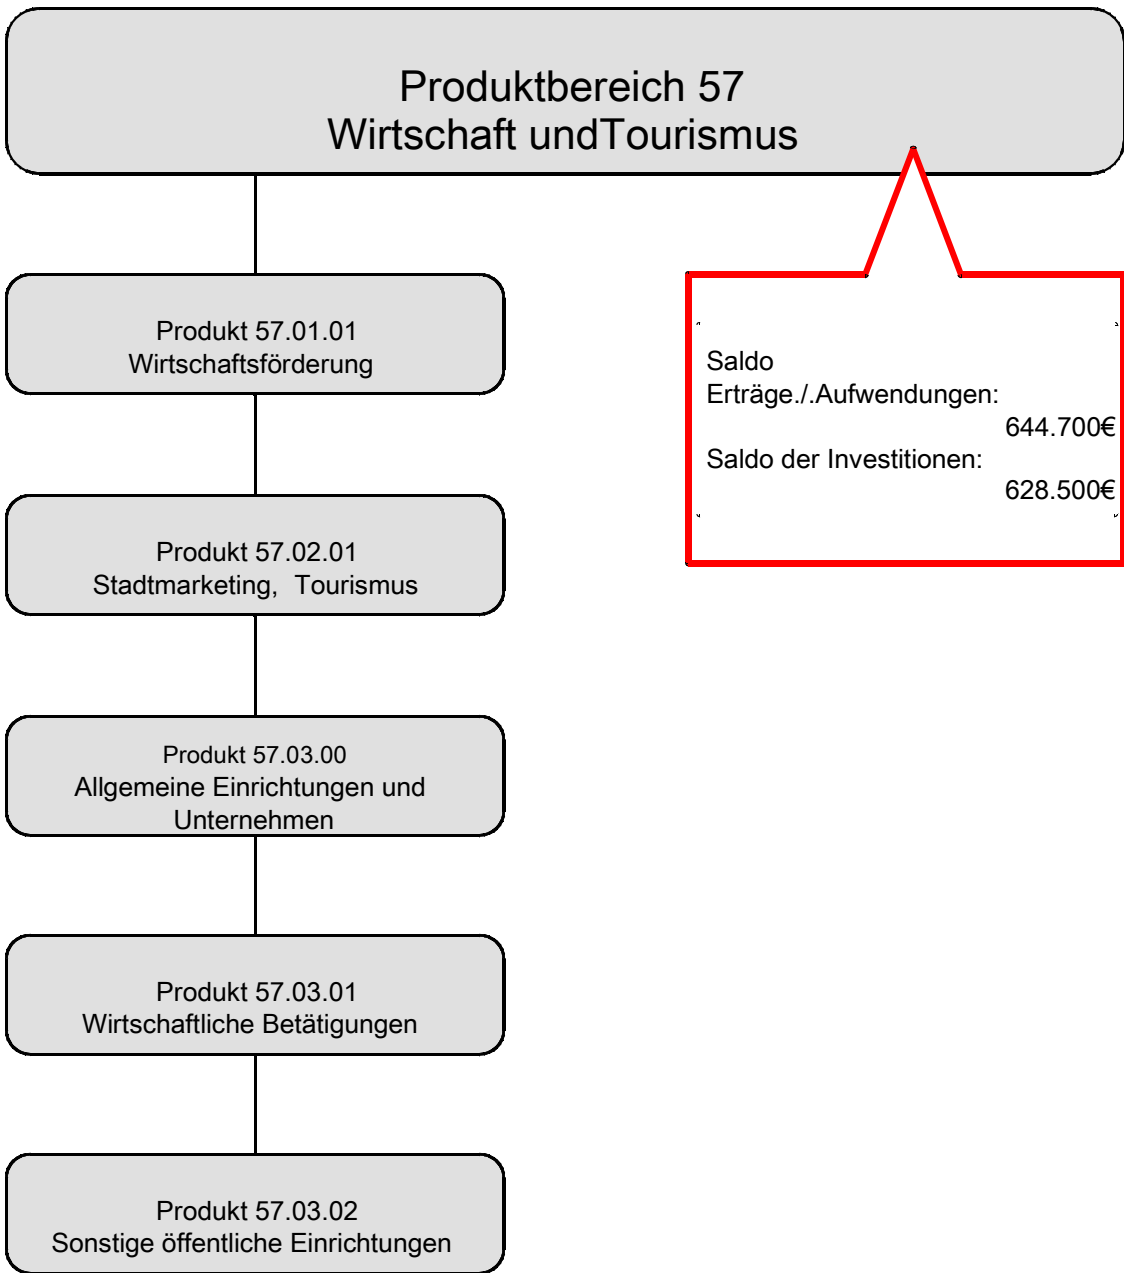 Produktbereich 57
Wirtschaft undTourismus
Produkt 57.01.01
Wirtschaftsförderung
Saldo
Erträge./.Aufwendungen:
644.700€
Saldo der Investitionen:
628.500€
Produkt 57.02.01
Stadtmarketing, Tourismus
Produkt 57.03.00
Allgemeine Einrichtungen und
Unternehmen
Produkt 57.03.01
Wirtschaftliche Betätigungen
Produkt 57.03.02
Sonstige öffentliche Einrichtungen